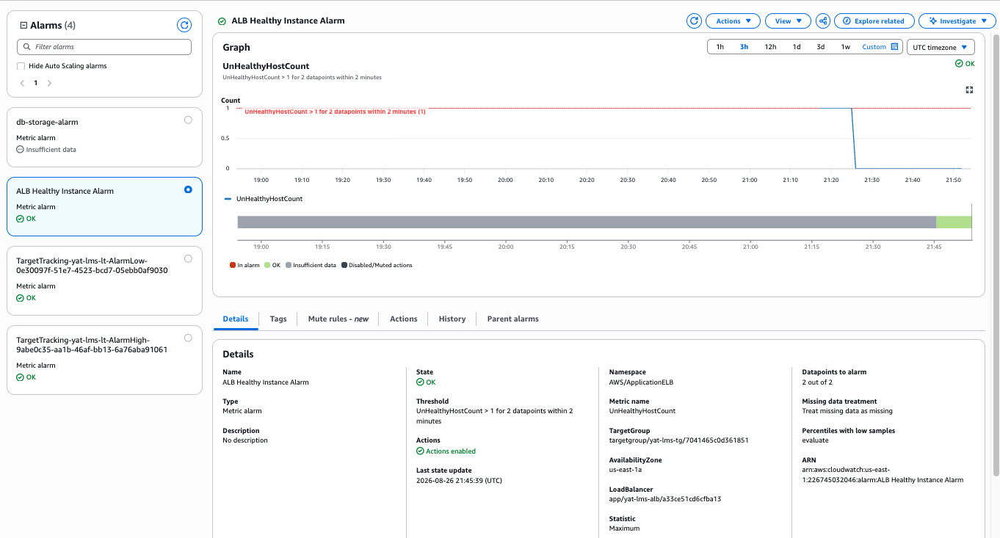 Alarms (4)
Filter alarms
Hide Auto Scaling alarms
1
db-storage-alarm
Metric alarm
Insufficient data
ALB Healthy Instance Alarm
Metric alarm
OK
TargetTracking-yat-lms-lt-AlarmLow-
0e30097f-51e7-4523-bcd7-05ebb0af9030
Metric alarm
OK
TargetTracking-yat-lms-lt-AlarmHigh-
9abe0c35-aa1b-46af-bb13-6a76aba91061
Metric alarm
OK
ALB Healthy Instance Alarm
Actions
View
Explore related
Investigate
Graph
1h 3h 12h 1d 3d 1w Custom
UTC timezone
UnHealthyHostCount
OK
UnHealthyHostCount > 1 for 2 datapoints within 2 minutes
Count
1
UnHealthyHostCount > 1 for 2 datapoints within 2 minutes (1)
0.5
0
19:00 19:10 19:20 19:30 19:40 19:50 20:00 20:10 20:20 20:30 20:40 20:50 21:00 21:10 21:20 21:30 21:40 21:50
UnHealthyHostCount
19:00 19:15 19:30 19:45 20:00 20:15 20:30 20:45 21:00 21:15 21:30 21:45
In alarm OK Insufficient data Disabled/Muted actions
Details Tags Mute rules - new Actions History Parent alarms
Details
Name
ALB Healthy Instance Alarm
Type
Metric alarm
Description
No description
State
OK
Threshold
UnHealthyHostCount > 1 for 2 datapoints within 2
minutes
Actions
Actions enabled
Last state update
2026-08-26 21:45:39 (UTC)
Namespace
AWS/ApplicationELB
Metric name
UnHealthyHostCount
TargetGroup
targetgroup/yat-lms-tg/7041465c0d361851
AvailabilityZone
us-east-1a
LoadBalancer
app/yat-lms-alb/a33ce51cd6cfba13
Statistic
Maximum
Datapoints to alarm
2 out of 2
Missing data treatment
Treat missing data as missing
Percentiles with low samples
evaluate
ARN
arn:aws:cloudwatch:us-east-
1:226745032046:alarm:ALB Healthy Instance Alarm